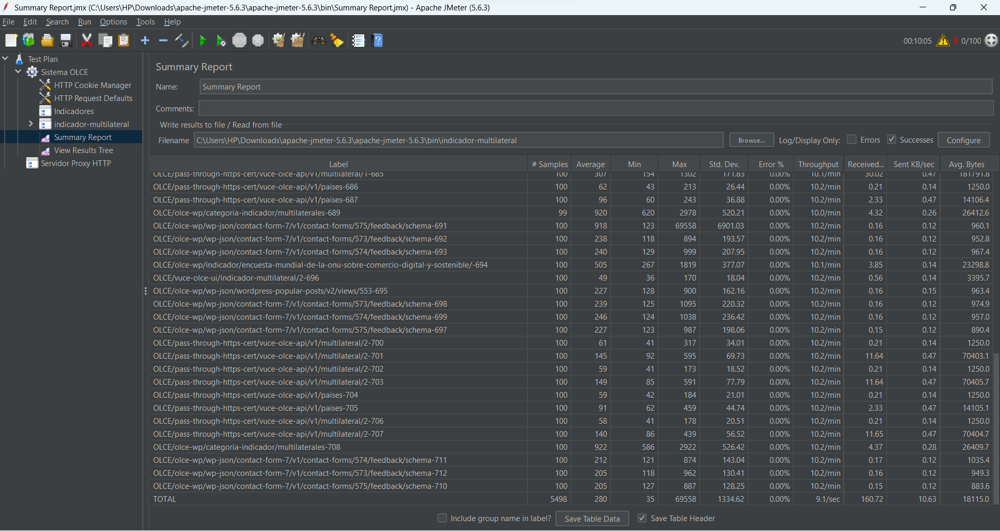 Summary Report.jmx (C:\Users\HP\Downloads\apache-jmeter-5.6.3\apache-jmeter-5.6.3\bin\Summary Report.jmx) - Apache JMeter (5.6.3)
File Edit Search Run Options Tools Help
STOP 00:10:05 8 0/100
Test Plan
Sistema OLCE
HTTP Cookie Manager
HTTP Request Defaults
Indicadores
indicador-multilateral
Summary Report
View Results Tree
Servidor Proxy HTTP
Summary Report
Name: Summary Report
Comments:
Write results to file / Read from file
Filename C:\Users\HP\Downloads\apache-jmeter-5.6.3\apache-jmeter-5.6.3\bin\indicador-multilateral Browse... Log/Display Only: Errors Successes Configure
Label # Samples Average Min Max Std. Dev. Error % Throughput Received... Sent KB/sec Avg. Bytes
OLCE/pass-through-https-cert/vuce-olce-api/v1/multilateral/1-685 100 307 154 1302 171.83 0.00% 10.1/min 30.02 0.47 181791.8
OLCE/pass-through-https-cert/vuce-olce-api/v1/paises-686 100 62 43 213 26.44 0.00% 10.2/min 0.21 0.14 1250.0
OLCE/pass-through-https-cert/vuce-olce-api/v1/paises-687 100 96 60 243 36.88 0.00% 10.2/min 2.33 0.47 14106.4
OLCE/olce-wp/categoria-indicador/multilaterales-689 99 920 620 2978 520.21 0.00% 10.0/min 4.32 0.26 26412.6
OLCE/olce-wp/wp-json/contact-form-7/v1/contact-forms/575/feedback/schema-691 100 918 123 69558 6901.03 0.00% 10.2/min 0.16 0.12 960.1
OLCE/olce-wp/wp-json/contact-form-7/v1/contact-forms/573/feedback/schema-692 100 238 118 894 193.57 0.00% 10.2/min 0.16 0.12 952.8
OLCE/olce-wp/wp-json/contact-form-7/v1/contact-forms/574/feedback/schema-693 100 240 129 999 207.95 0.00% 10.2/min 0.16 0.12 967.4
OLCE/olce-wp/indicador/encuesta-mundial-de-la-onu-sobre-comercio-digital-y-sostenible/-694 100 505 267 1819 377.07 0.00% 10.1/min 3.85 0.14 23298.8
OLCE/vuce-olce-ui/indicador-multilateral/2-696 100 49 36 170 18.04 0.00% 10.2/min 0.56 0.14 3395.7
OLCE/olce-wp/wp-json/wordpress-popular-posts/v2/views/553-695 100 227 128 900 162.16 0.00% 10.2/min 0.16 0.15 963.4
OLCE/olce-wp/wp-json/contact-form-7/v1/contact-forms/573/feedback/schema-698 100 239 125 1095 220.32 0.00% 10.2/min 0.16 0.12 974.9
OLCE/olce-wp/wp-json/contact-form-7/v1/contact-forms/574/feedback/schema-699 100 246 124 1038 236.42 0.00% 10.2/min 0.16 0.12 957.0
OLCE/olce-wp/wp-json/contact-form-7/v1/contact-forms/575/feedback/schema-697 100 227 123 987 198.06 0.00% 10.2/min 0.15 0.12 890.4
OLCE/pass-through-https-cert/vuce-olce-api/v1/multilateral/2-700 100 61 41 317 34.01 0.00% 10.2/min 0.21 0.14 1250.0
OLCE/pass-through-https-cert/vuce-olce-api/v1/multilateral/2-701 100 145 92 595 69.73 0.00% 10.2/min 11.64 0.47 70403.1
OLCE/pass-through-https-cert/vuce-olce-api/v1/multilateral/2-702 100 59 41 173 18.52 0.00% 10.2/min 0.21 0.14 1250.0
OLCE/pass-through-https-cert/vuce-olce-api/v1/multilateral/2-703 100 149 85 591 77.79 0.00% 10.2/min 11.64 0.47 70405.7
OLCE/pass-through-https-cert/vuce-olce-api/v1/paises-704 100 59 42 184 21.01 0.00% 10.2/min 0.21 0.14 1250.0
OLCE/pass-through-https-cert/vuce-olce-api/v1/paises-705 100 91 62 459 44.74 0.00% 10.2/min 2.33 0.47 14105.1
OLCE/pass-through-https-cert/vuce-olce-api/v1/multilateral/2-706 100 58 41 178 20.51 0.00% 10.2/min 0.21 0.14 1250.0
OLCE/pass-through-https-cert/vuce-olce-api/v1/multilateral/2-707 100 140 86 439 56.52 0.00% 10.2/min 11.65 0.47 70404.7
OLCE/olce-wp/categoria-indicador/multilaterales-708 100 922 586 2922 526.42 0.00% 10.2/min 4.37 0.28 26409.7
OLCE/olce-wp/wp-json/contact-form-7/v1/contact-forms/574/feedback/schema-711 100 212 121 874 143.04 0.00% 10.2/min 0.17 0.12 1035.4
OLCE/olce-wp/wp-json/contact-form-7/v1/contact-forms/573/feedback/schema-712 100 205 118 962 130.41 0.00% 10.2/min 0.16 0.12 949.3
OLCE/olce-wp/wp-json/contact-form-7/v1/contact-forms/575/feedback/schema-710 100 205 127 887 128.25 0.00% 10.2/min 0.15 0.12 883.6
TOTAL 5498 280 35 69558 1334.62 0.00% 9.1/sec 160.72 10.63 18115.0
Include group name in label? Save Table Data Save Table Header